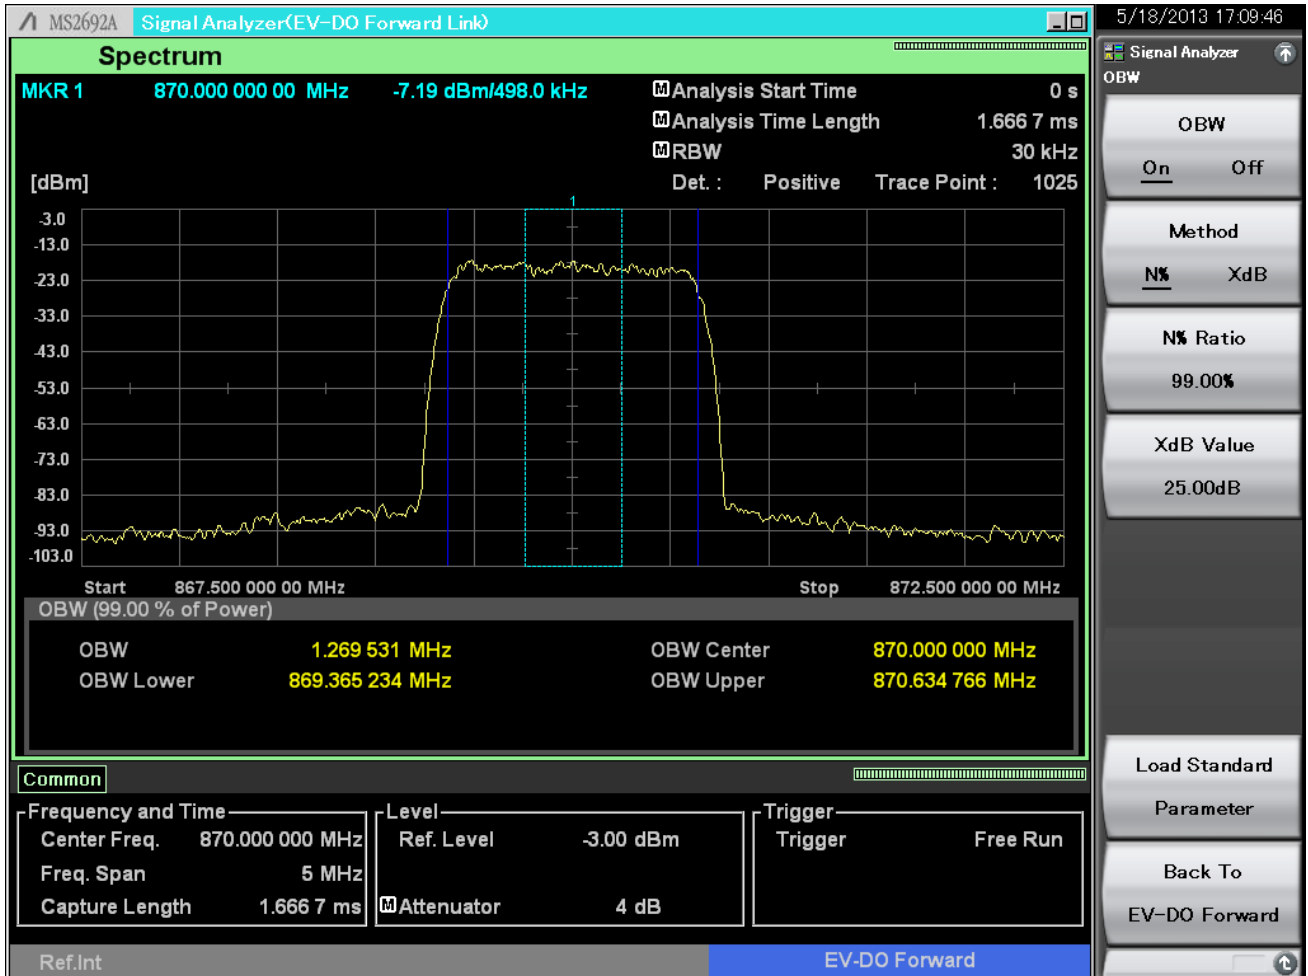 MS2692A Signal Analyzer(EV-DO Forward Link)
5/18/2013 17:09:46
Spectrum
MKR 1 870.000 000 00 MHz -7.19 dBm/498.0 kHz
M Analysis Start Time 0 s
M Analysis Time Length 1.666 7 ms
M RBW 30 kHz
Det. : Positive Trace Point : 1025
[dBm]
1
-3.0
-13.0
-23.0
-33.0
-43.0
-53.0
-63.0
-73.0
-83.0
-93.0
-103.0
Start 867.500 000 00 MHz
Stop 872.500 000 00 MHz
OBW (99.00 % of Power)
OBW 1.269 531 MHz
OBW Center 870.000 000 MHz
OBW Lower 869.365 234 MHz
OBW Upper 870.634 766 MHz
Common
Frequency and Time
Center Freq. 870.000 000 MHz
Freq. Span 5 MHz
Capture Length 1.666 7 ms
Level
Ref. Level -3.00 dBm
M Attenuator 4 dB
Trigger
Trigger Free Run
Ref.Int
EV-DO Forward
Signal Analyzer
OBW
OBW
On Off
Method
N% XdB
N% Ratio
99.00%
XdB Value
25.00dB
Load Standard
Parameter
Back To
EV-DO Forward